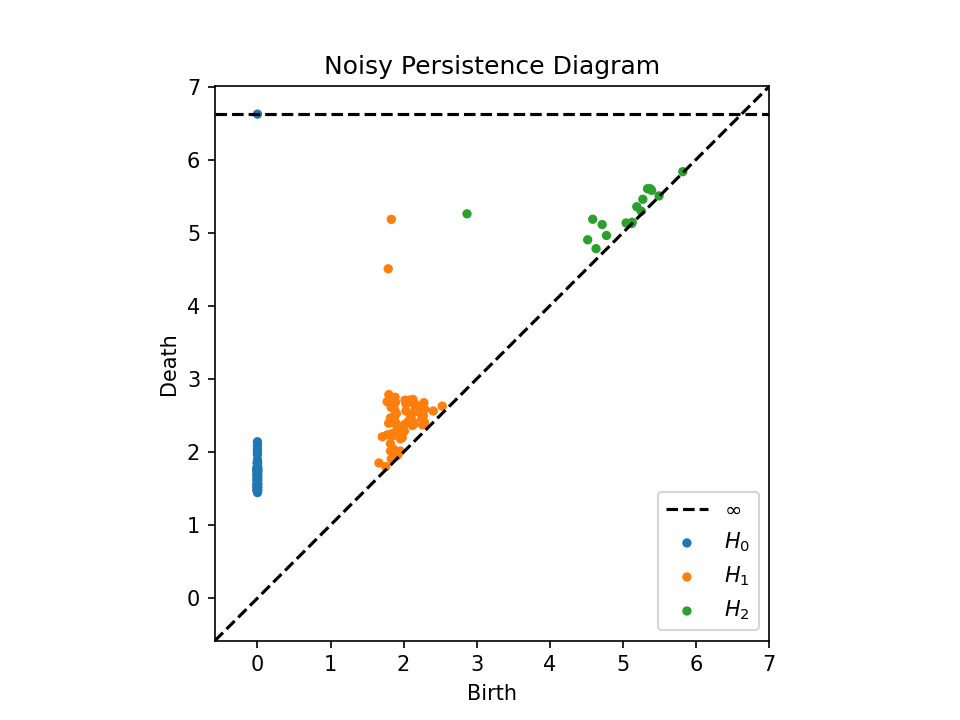 Noisy Persistence Diagram
7
6
5
4
3
2
1
0
Death
∞
H₀
H₁
H₂
0 1 2 3 4 5 6 7
Birth